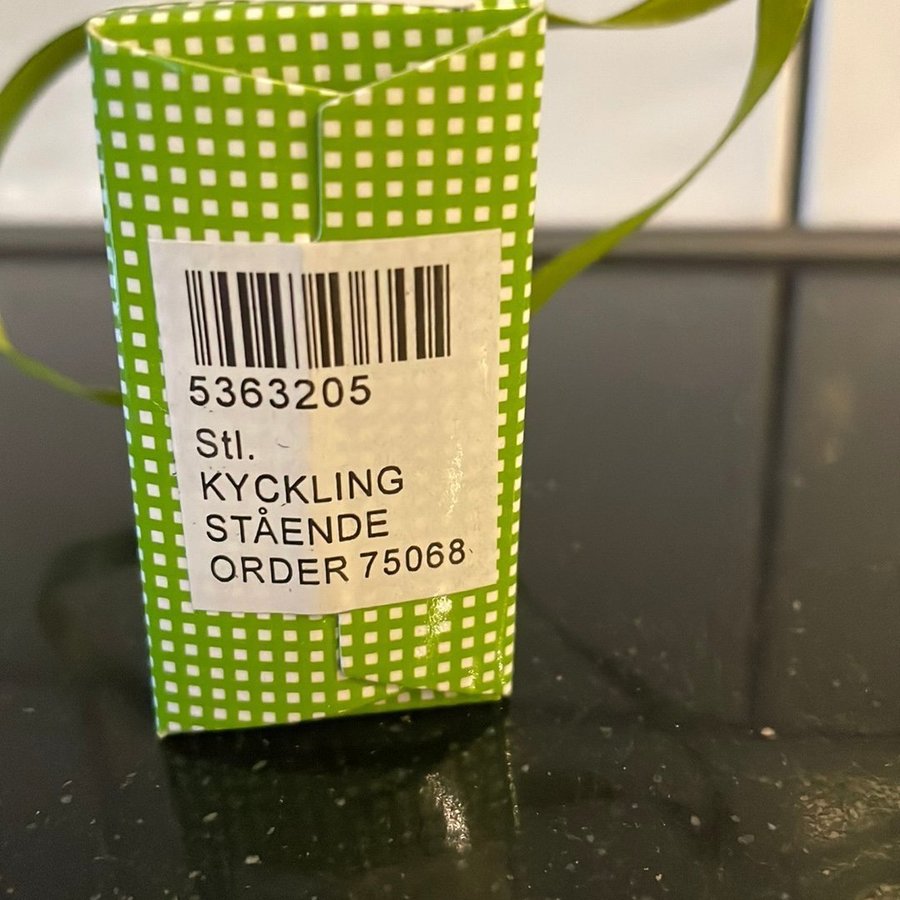 5363205
Stl.
KYCKLING
STÅENDE
ORDER 75068